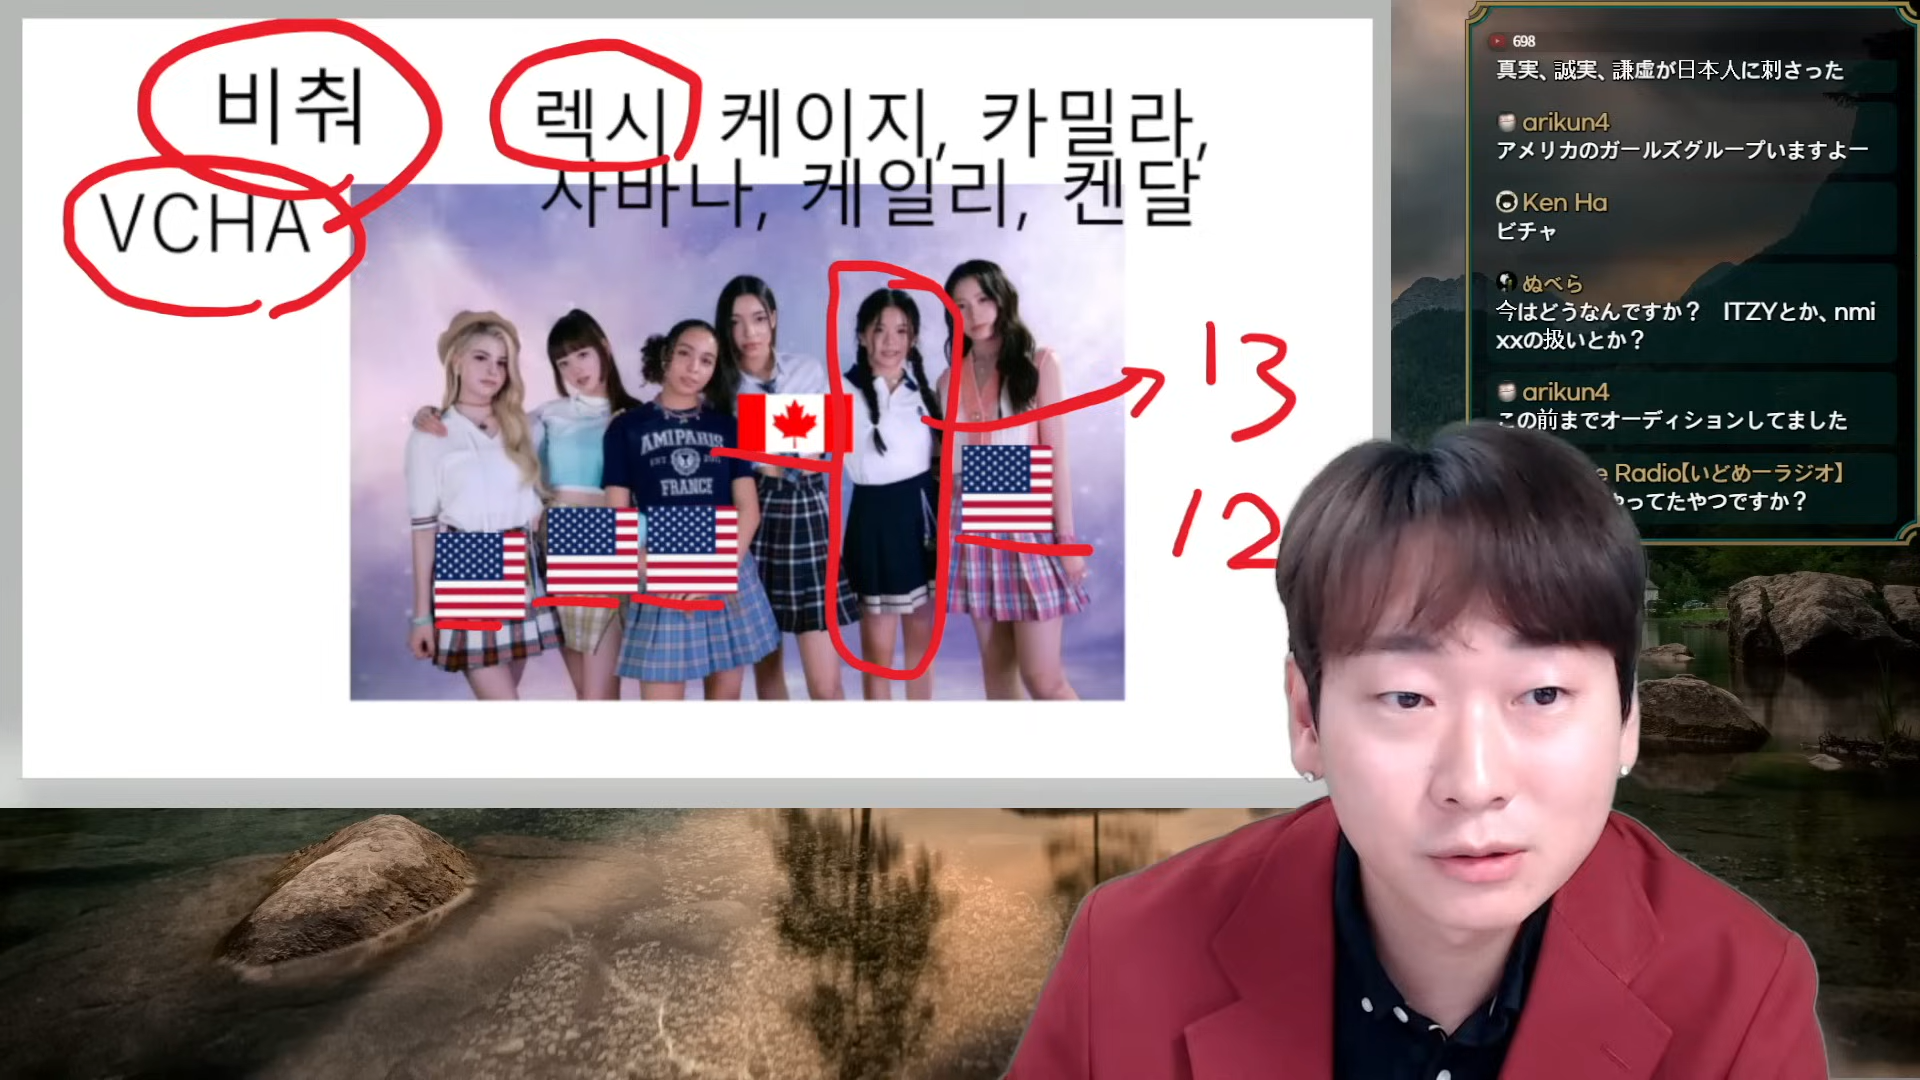 비춰
VCHA
렉시 케이지, 카밀라,
사바나, 케일리, 켄달
AMIPARIS
EST. 
FRANCE
13
12
698
真実、誠実、謙虚が日本人に刺さった
arikun4
アメリカのガールズグループいますよー
Ken Ha
ビチャ
ぬべら
今はどうなんですか？ ITZYとか、nmi
xxの扱いとか？
arikun4
この前までオーディションしてました
e Radio【いどめーラジオ】
ってたやつですか？